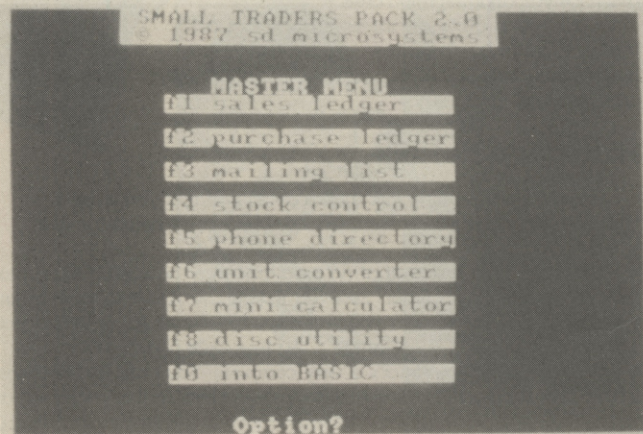 SMALL TRADERS PACK 2.0
© 1987 sd microsystems
MASTER MENU
f1 sales ledger
f2 purchase ledger
f3 mailing list
f4 stock control
f5 phone directory
f6 unit converter
f7 mini-calculator
f8 disc utility
f0 into BASIC
Option?